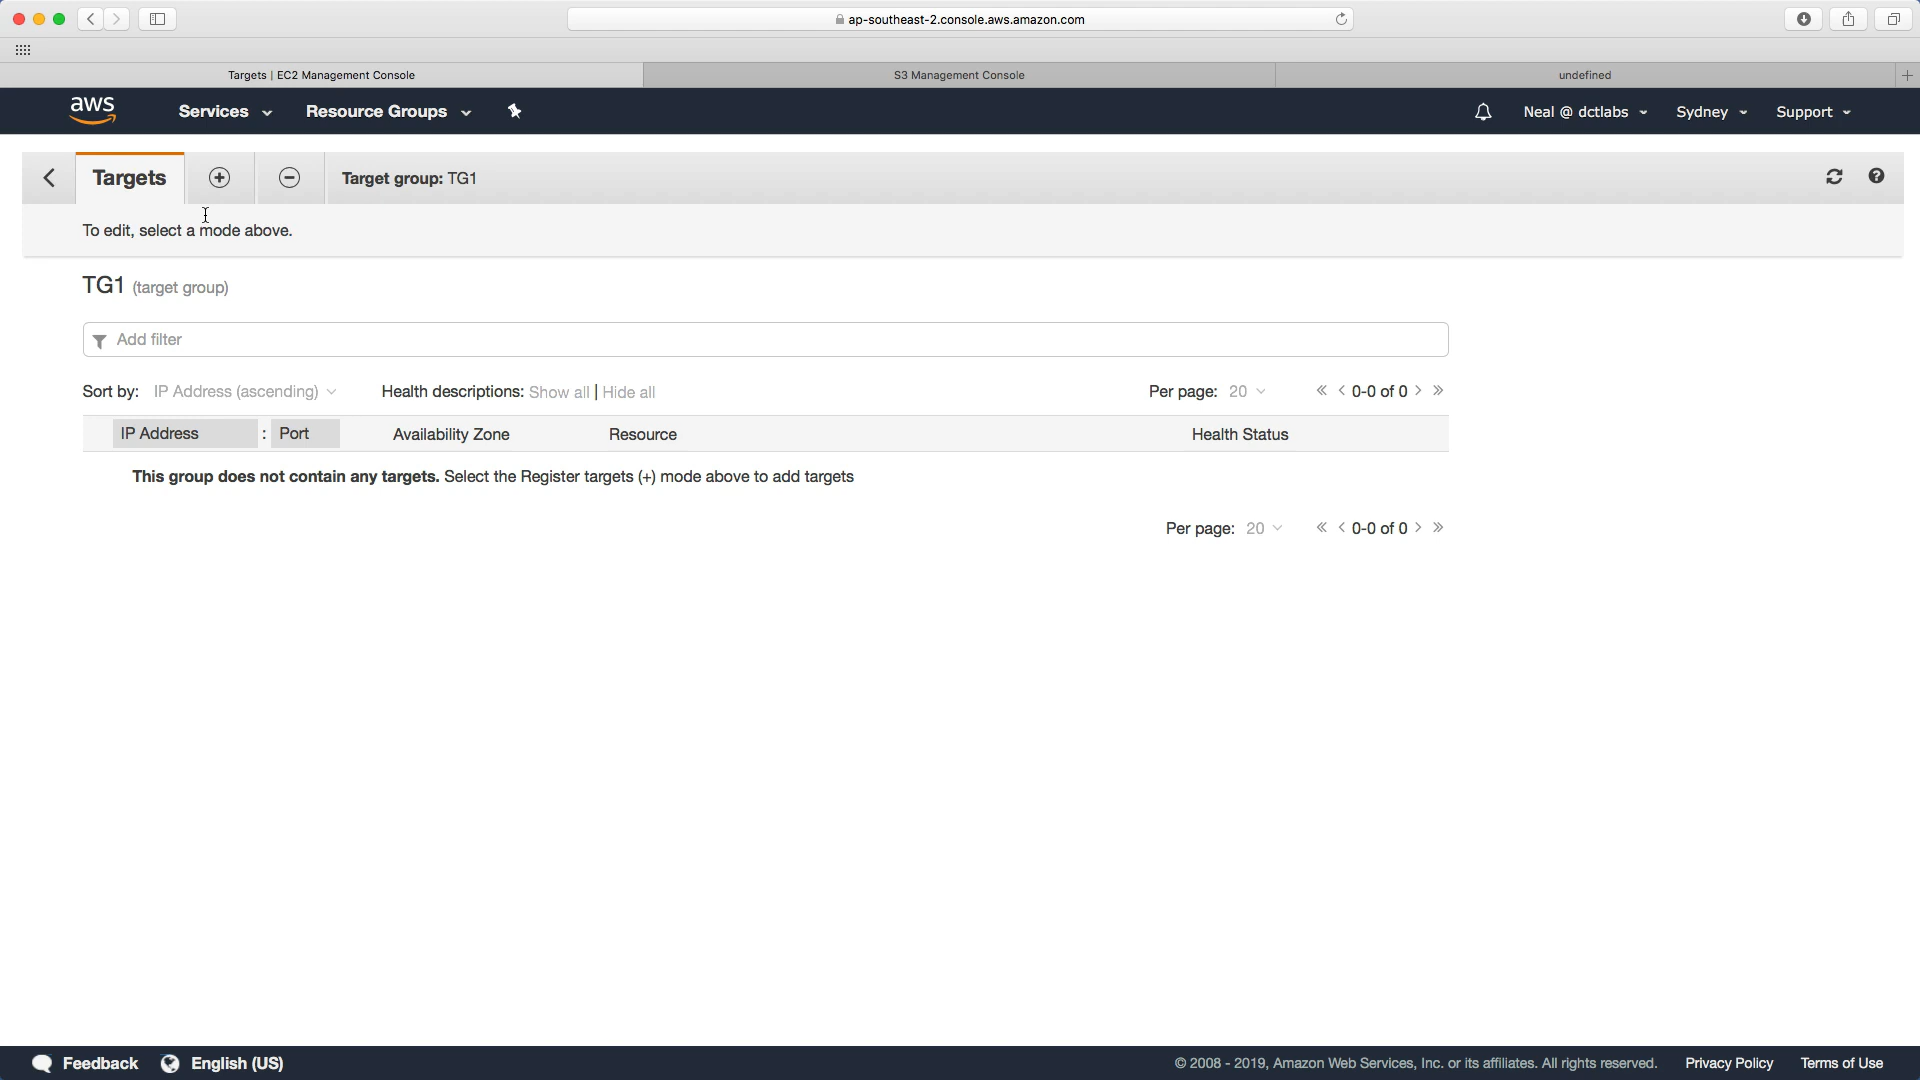 ap-southeast-2.console.aws.amazon.com
Targets | EC2 Management Console
S3 Management Console
undefined
aws
Services
Resource Groups
Neal @ dctlabs
Sydney
Support
Targets
Target group: TG1
To edit, select a mode above.
TG1 (target group)
Add filter
Sort by: IP Address (ascending)
Health descriptions: Show all | Hide all
Per page: 20
« < 0-0 of 0 > »
IP Address : Port
Availability Zone
Resource
Health Status
This group does not contain any targets. Select the Register targets (+) mode above to add targets
Per page: 20
« < 0-0 of 0 > »
Feedback
English (US)
© 2008 - 2019, Amazon Web Services, Inc. or its affiliates. All rights reserved.
Privacy Policy
Terms of Use